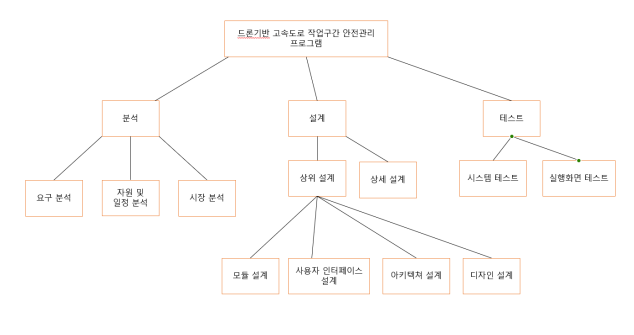 드론기반 고속도로 작업구간 안전관리
프로그램
분석
설계
테스트
요구 분석
자원 및
일정 분석
시장 분석
상위 설계
상세 설계
시스템 테스트
실행화면 테스트
모듈 설계
사용자 인터페이스
설계
아키텍쳐 설계
디자인 설계